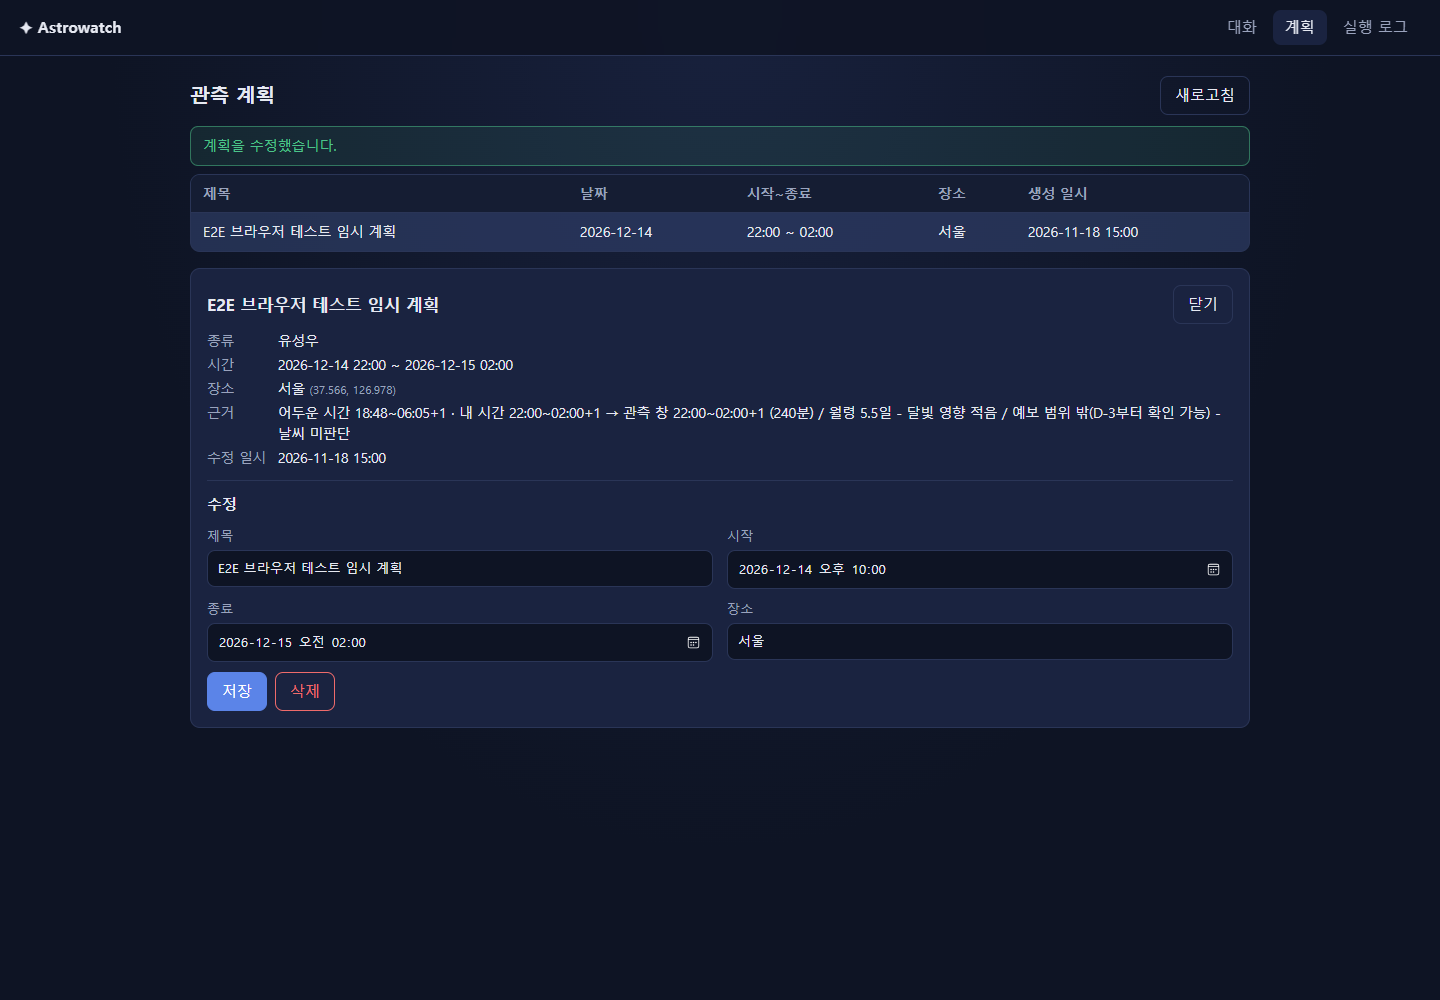 ✦ Astrowatch 대화 계획 실행 로그
관측 계획 새로고침
계획을 수정했습니다.
제목 날짜 시작~종료 장소 생성 일시
E2E 브라우저 테스트 임시 계획 2026-12-14 22:00 ~ 02:00 서울 2026-11-18 15:00
E2E 브라우저 테스트 임시 계획 닫기
종류 유성우
시간 2026-12-14 22:00 ~ 2026-12-15 02:00
장소 서울 (37.566, 126.978)
근거 어두운 시간 18:48~06:05+1 · 내 시간 22:00~02:00+1 → 관측 창 22:00~02:00+1 (240분) / 월령 5.5일 - 달빛 영향 적음 / 예보 범위 밖(D-3부터 확인 가능) -
날씨 미판단
수정 일시 2026-11-18 15:00
수정
제목 시작
E2E 브라우저 테스트 임시 계획 2026-12-14 오후 10:00
종료 장소
2026-12-15 오전 02:00 서울
저장 삭제